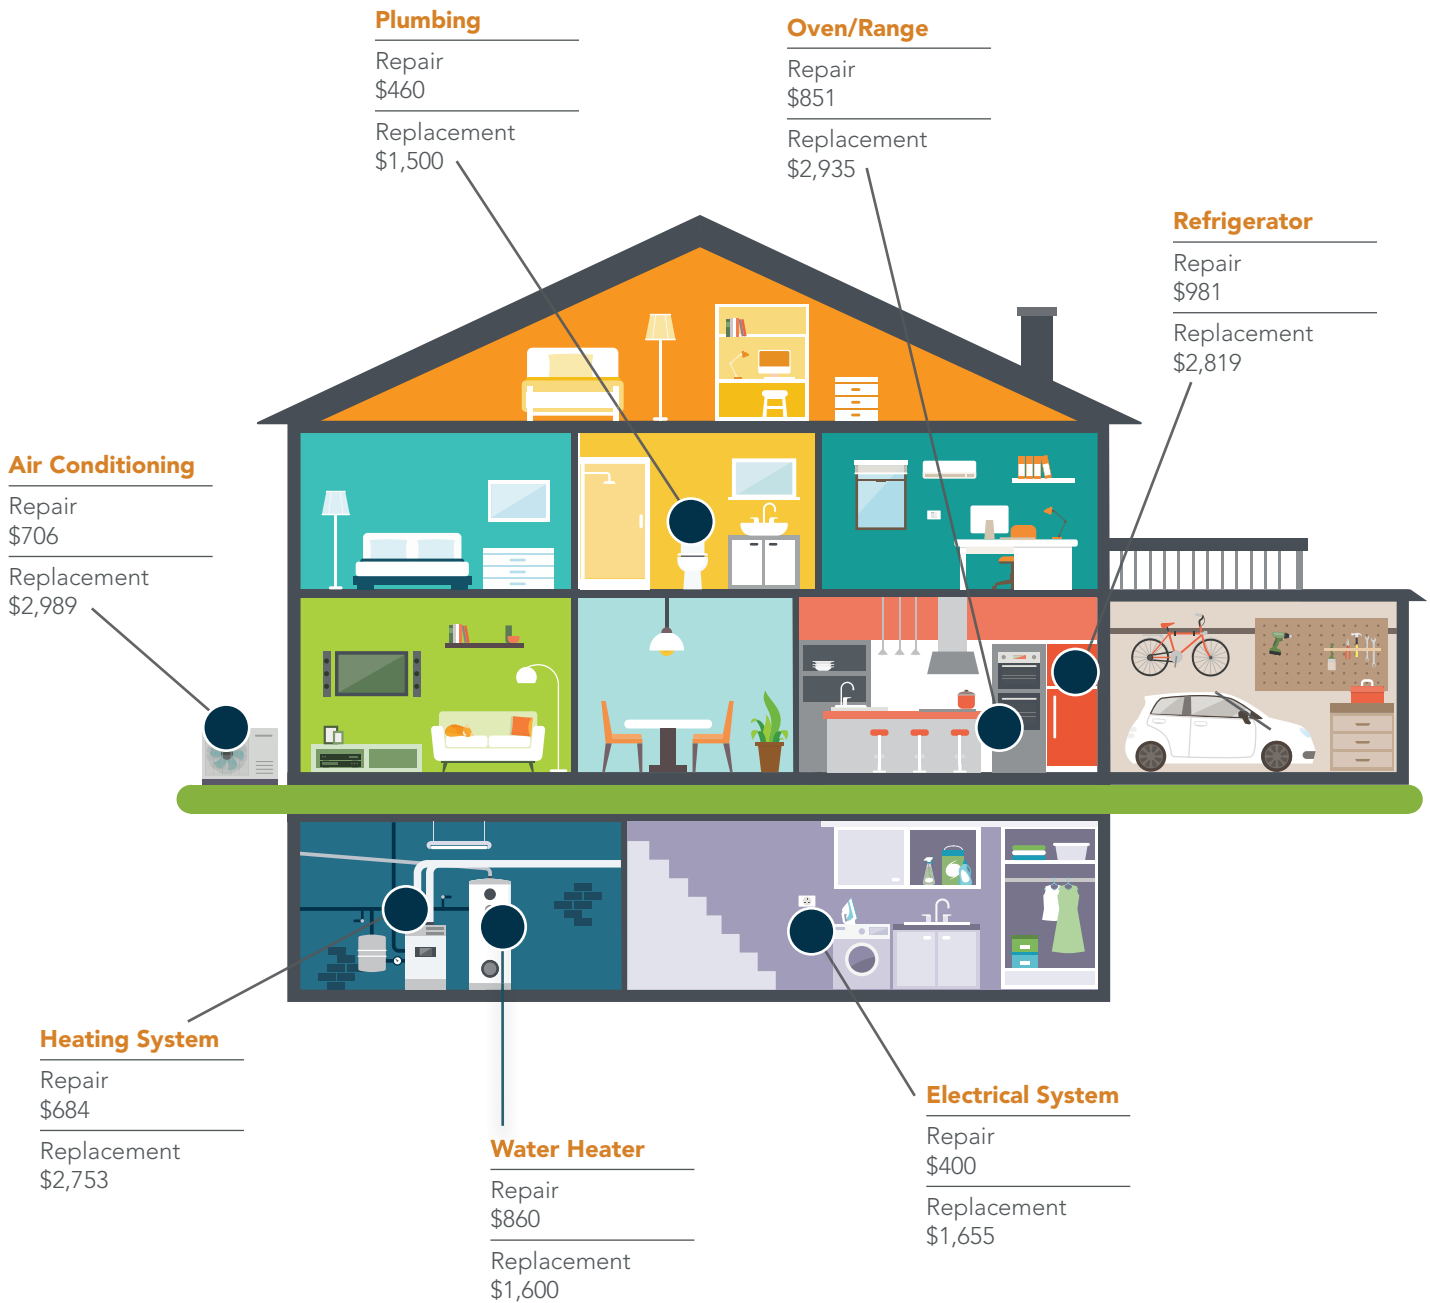 Plumbing
Repair
$460
Replacement
$1,500
Oven/Range
Repair
$851
Replacement
$2,935
Refrigerator
Repair
$981
Replacement
$2,819
Air Conditioning
Repair
$706
Replacement
$2,989
Heating System
Repair
$684
Replacement
$2,753
Water Heater
Repair
$860
Replacement
$1,600
Electrical System
Repair
$400
Replacement
$1,655